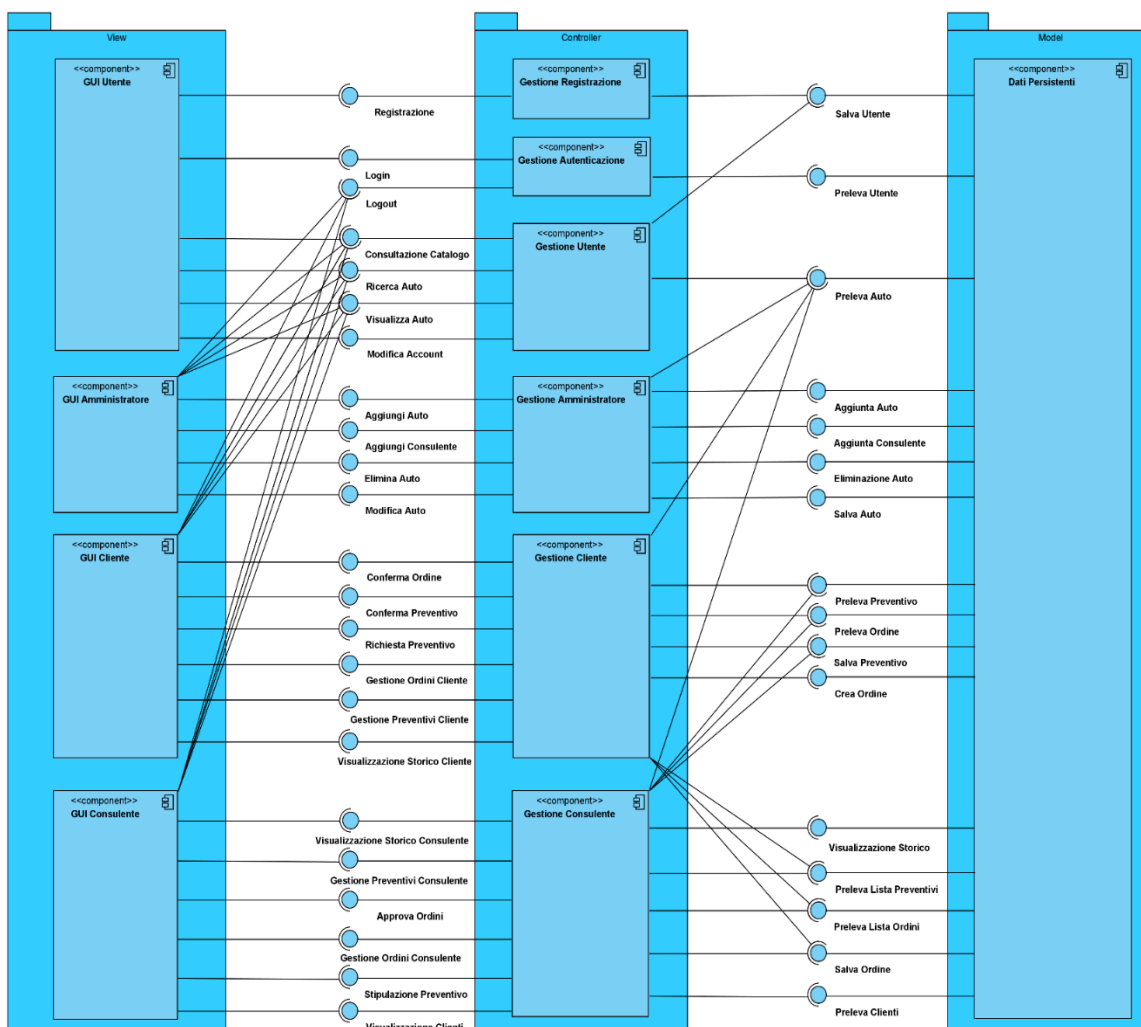 View
Controller
Model
<<component>>
GUI Utente
<<component>>
Gestione Registrazione
<<component>>
Dati Persistenti
Registrazione
Salva Utente
<<component>>
Gestione Autenticazione
Login
Preleva Utente
Logout
<<component>>
Gestione Utente
Consultazione Catalogo
Ricerca Auto
Preleva Auto
Visualizza Auto
Modifica Account
<<component>>
GUI Amministratore
<<component>>
Gestione Amministratore
Aggiungi Auto
Aggiunta Auto
Aggiungi Consulente
Aggiunta Consulente
Elimina Auto
Eliminazione Auto
Modifica Auto
Salva Auto
<<component>>
GUI Cliente
<<component>>
Gestione Cliente
Conferma Ordine
Preleva Preventivo
Conferma Preventivo
Preleva Ordine
Richiesta Preventivo
Salva Preventivo
Gestione Ordini Cliente
Crea Ordine
Gestione Preventivi Cliente
Visualizzazione Storico Cliente
<<component>>
GUI Consulente
<<component>>
Gestione Consulente
Visualizzazione Storico Consulente
Visualizzazione Storico
Gestione Preventivi Consulente
Preleva Lista Preventivi
Approva Ordini
Preleva Lista Ordini
Gestione Ordini Consulente
Salva Ordine
Stipulazione Preventivo
Preleva Clienti
Visualizzazione Clienti